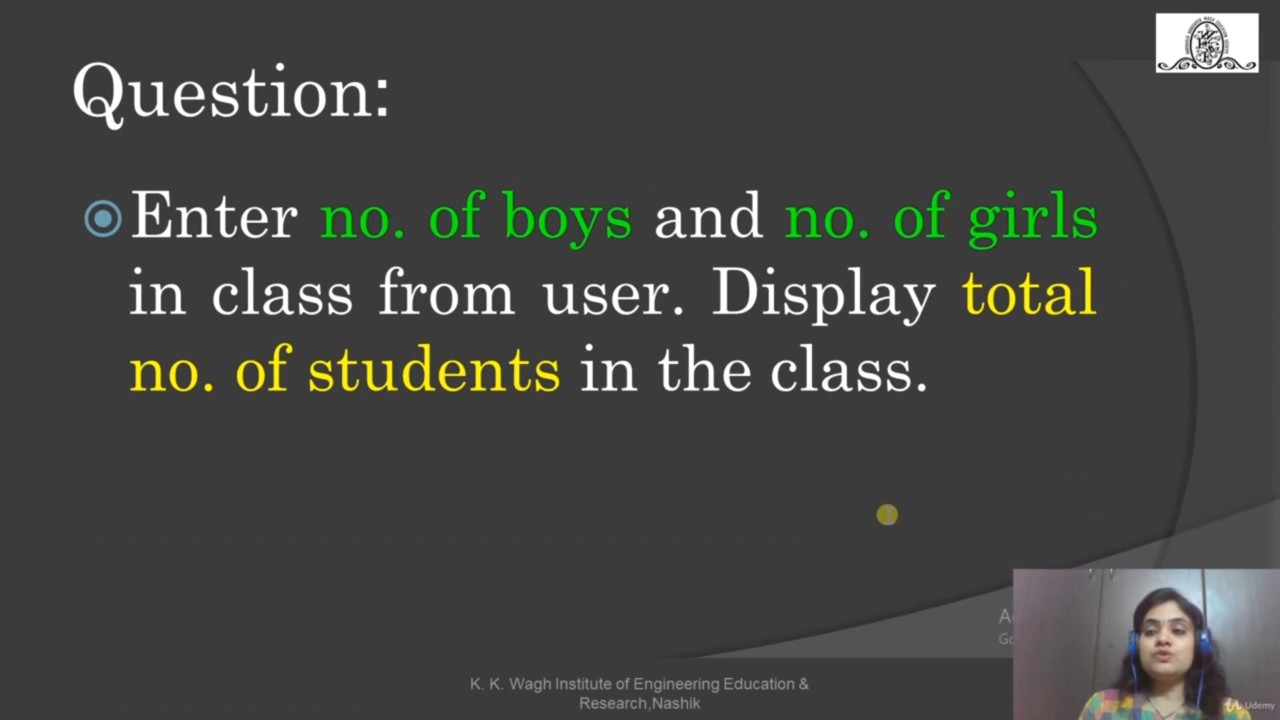 Question:
Enter no. of boys and no. of girls
in class from user. Display total
no. of students in the class.
K. K. Wagh Institute of Engineering Education &
Research,Nashik
Udemy